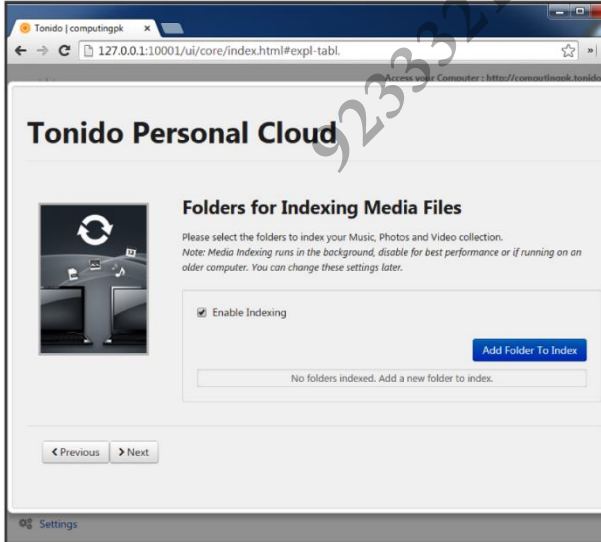 Tonido | computingpk
127.0.0.1:10001/ui/core/index.html#expl-tabl.
Access your Computer : http://computingpk.tonido
9233321
Tonido Personal Cloud
Folders for Indexing Media Files
Please select the folders to index your Music, Photos and Video collection.
Note: Media Indexing runs in the background, disable for best performance or if running on an
older computer. You can change these settings later.
Enable Indexing
Add Folder To Index
No folders indexed. Add a new folder to index.
Previous
Next
Settings